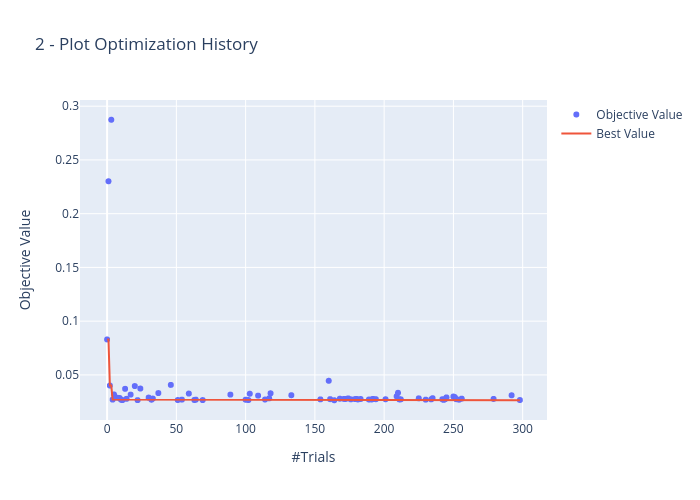 2 - Plot Optimization History
0.3
0.25
0.2
0.15
0.1
0.05
0
50
100
150
200
250
300
Objective Value
#Trials
Objective Value
Best Value